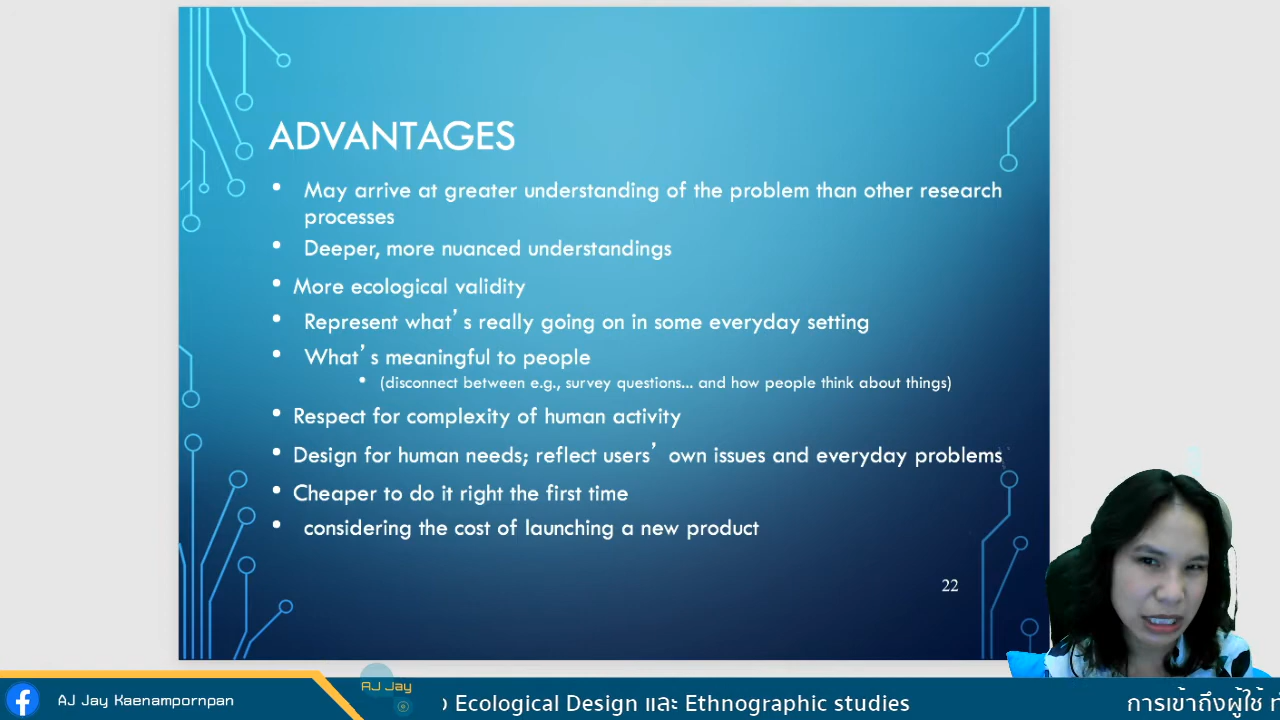 ADVANTAGES
• May arrive at greater understanding of the problem than other research
processes
• Deeper, more nuanced understandings
• More ecological validity
• Represent what's really going on in some everyday setting
• What's meaningful to people
• (disconnect between e.g., survey questions... and how people think about things)
• Respect for complexity of human activity
• Design for human needs; reflect users' own issues and everyday problems
• Cheaper to do it right the first time
• considering the cost of launching a new product
22
AJ Jay Kaenampornpan
AJ Jay
Ecological Design และ Ethnographic studies
การเข้าถึงผู้ใช้